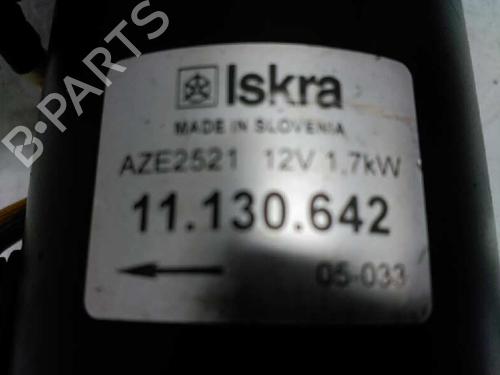 Iskra
MADE IN SLOVENIA
AZE2521 12V 1,7kW
11.130.642
05-033
B-PARTS